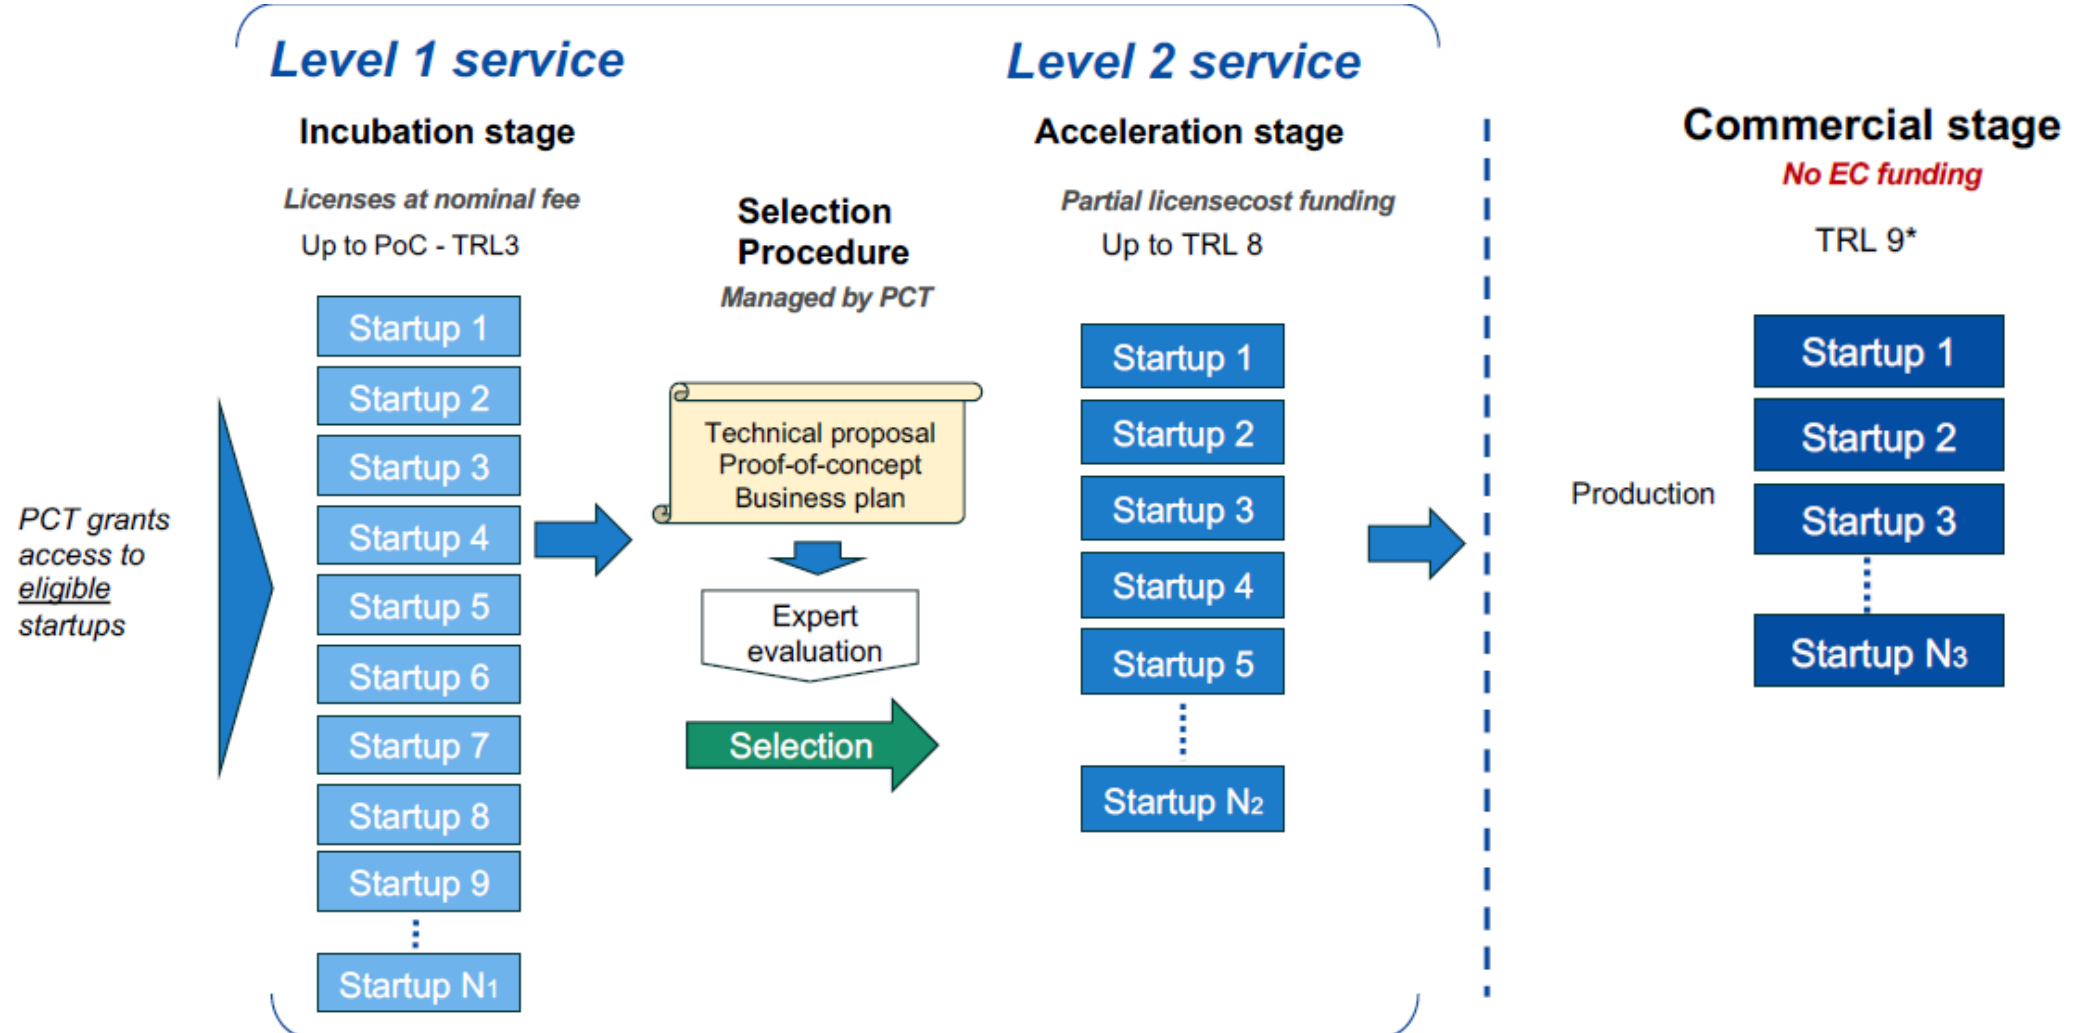 Level 1 service
Incubation stage
Licenses at nominal fee
Up to PoC - TRL3
Startup 1
Startup 2
Startup 3
Startup 4
Startup 5
Startup 6
Startup 7
Startup 8
Startup 9
Startup N1
PCT grants
access to
eligible
startups
Selection
Procedure
Managed by PCT
Technical proposal
Proof-of-concept
Business plan
Expert
evaluation
Selection
Level 2 service
Acceleration stage
Partial licensecost funding
Up to TRL 8
Startup 1
Startup 2
Startup 3
Startup 4
Startup 5
Startup N2
Commercial stage
No EC funding
TRL 9*
Production
Startup 1
Startup 2
Startup 3
Startup N3